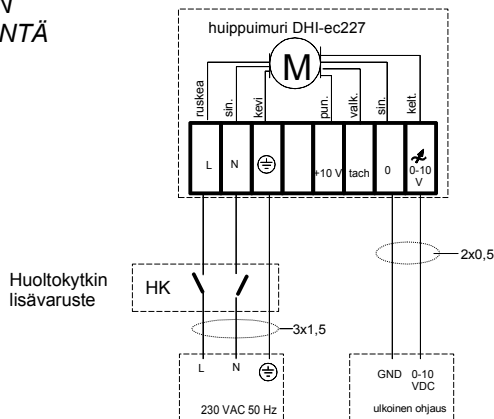 NTÄ
huippuimuri DHI-ec227
M
ruskea
sin.
kevi
pun.
valk.
sin.
kelt.
L
N
+10 V
tach
0
0-10
V
2x0,5
Huoltokytkin
lisävaruste
HK
3x1,5
L
N
GND
0-10
VDC
230 VAC 50 Hz
ulkoinen ohjaus